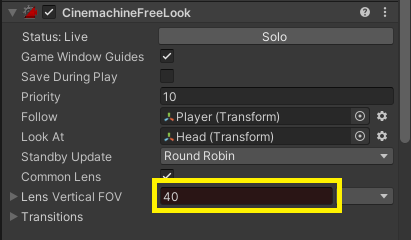 CinemachineFreeLook
Status: Live Solo
Game Window Guides
Save During Play
Priority 10
Follow Player (Transform)
Look At Head (Transform)
Standby Update Round Robin
Common Lens
Lens Vertical FOV 40
Transitions